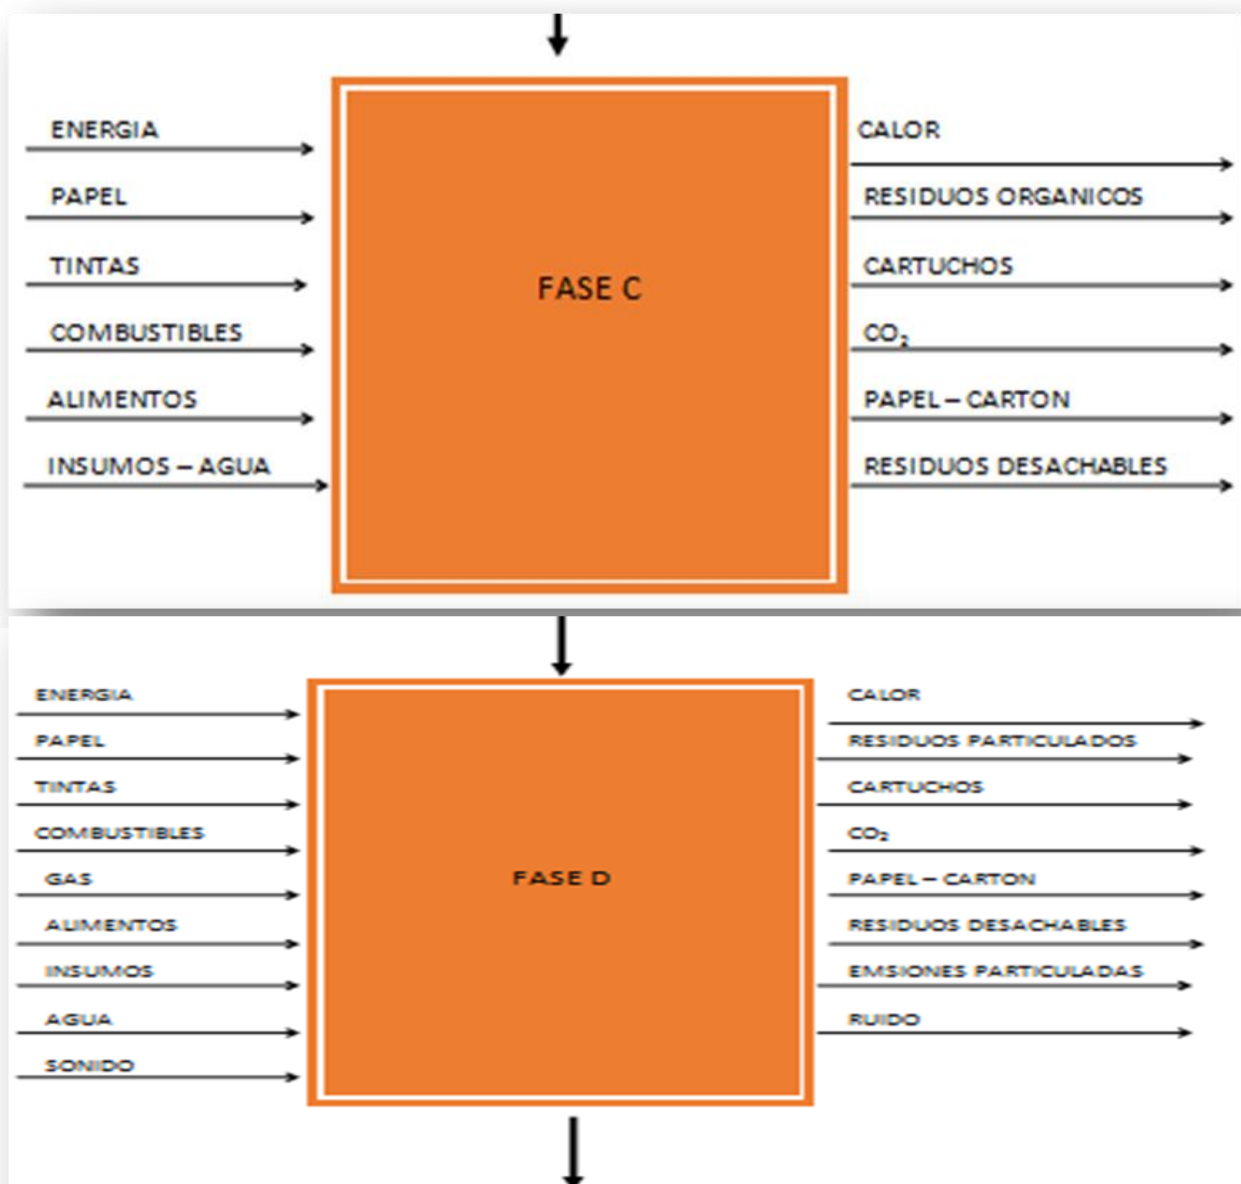 ENERGIA
PAPEL
TINTAS
COMBUSTIBLES
ALIMENTOS
INSUMOS – AGUA
FASE C
CALOR
RESIDUOS ORGANICOS
CARTUCHOS
CO₂
PAPEL – CARTON
RESIDUOS DESACHABLES
ENERGIA
PAPEL
TINTAS
COMBUSTIBLES
GAS
ALIMENTOS
INSUMOS
AGUA
SONIDO
FASE D
CALOR
RESIDUOS PARTICULADOS
CARTUCHOS
CO₂
PAPEL – CARTON
RESIDUOS DESACHABLES
EMSIONES PARTICULADAS
RUIDO